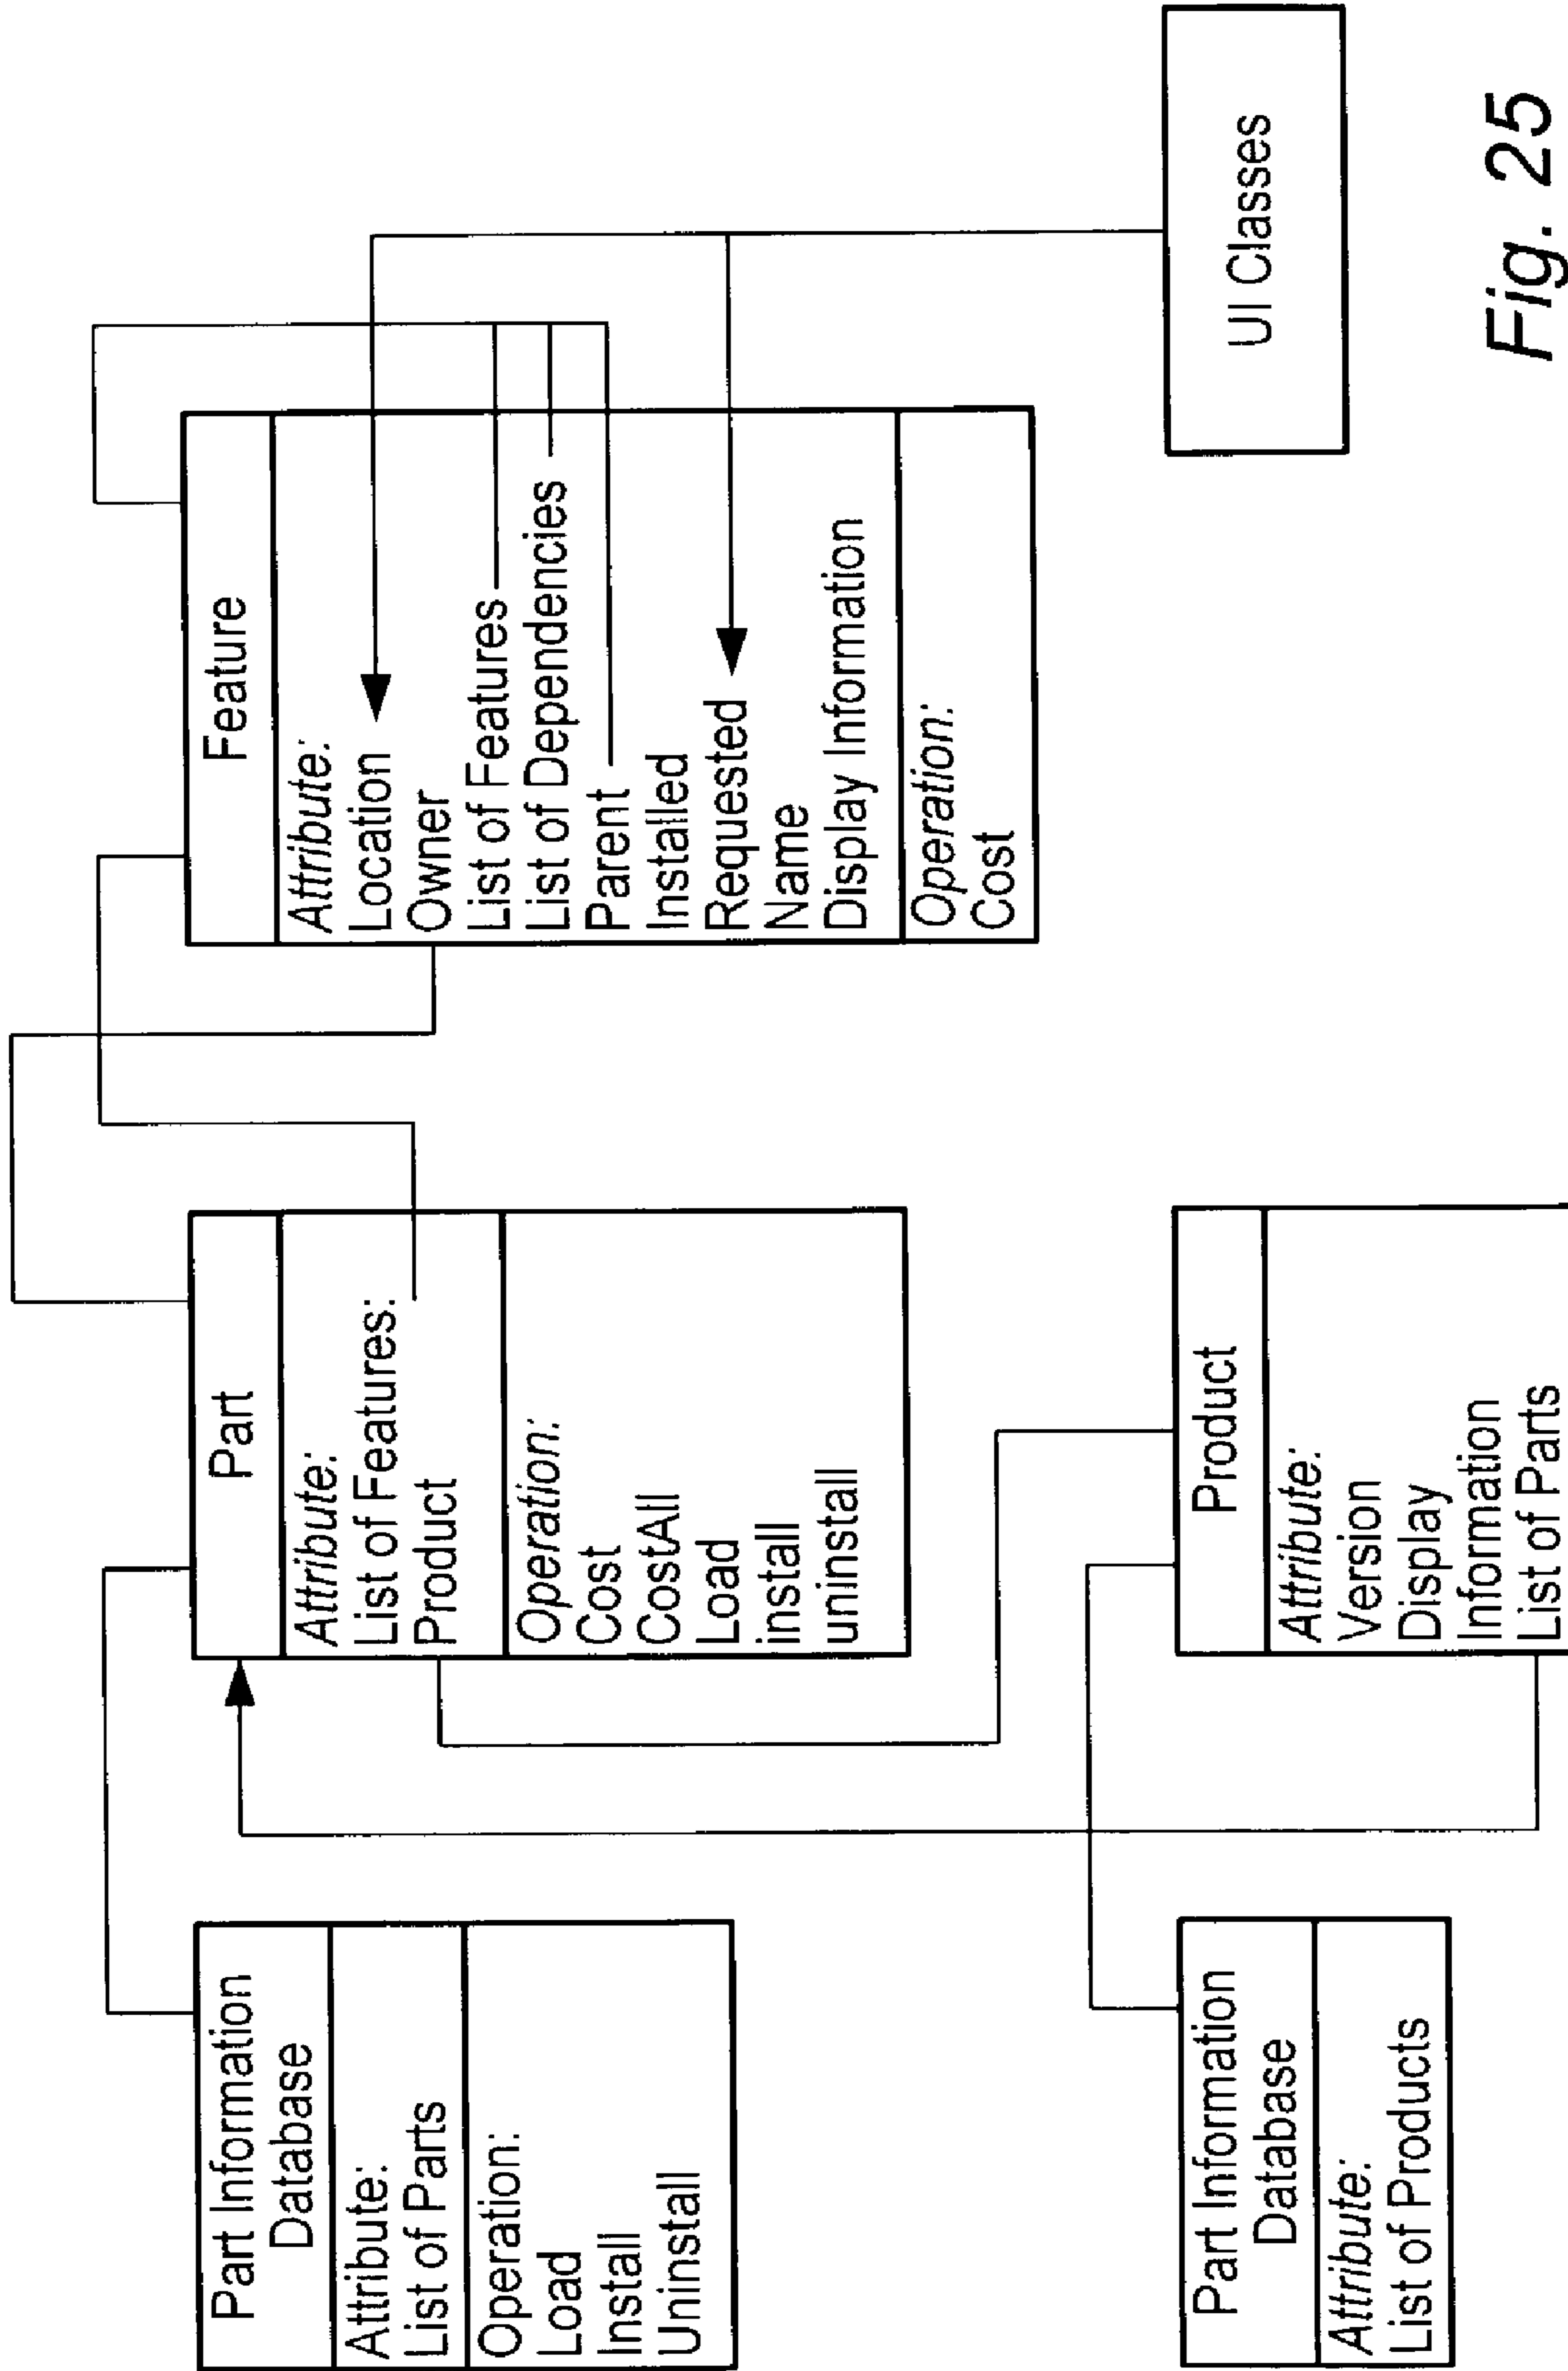 Part Information
Database
Attribute:
List of Parts
Operation:
Load
Install
Uninstall
Part
Attribute:
List of Features:
Product
Operation:
Cost
CostAll
Load
install
uninstall
Feature
Attribute:
Location
Owner
List of Features
List of Dependencies
Parent
Installed
Requested
Name
Display Information
Operation:
Cost
Part Information
Database
Attribute:
List of Products
Product
Attribute:
Version
Display
Information
List of Parts
UI Classes
Fig. 25